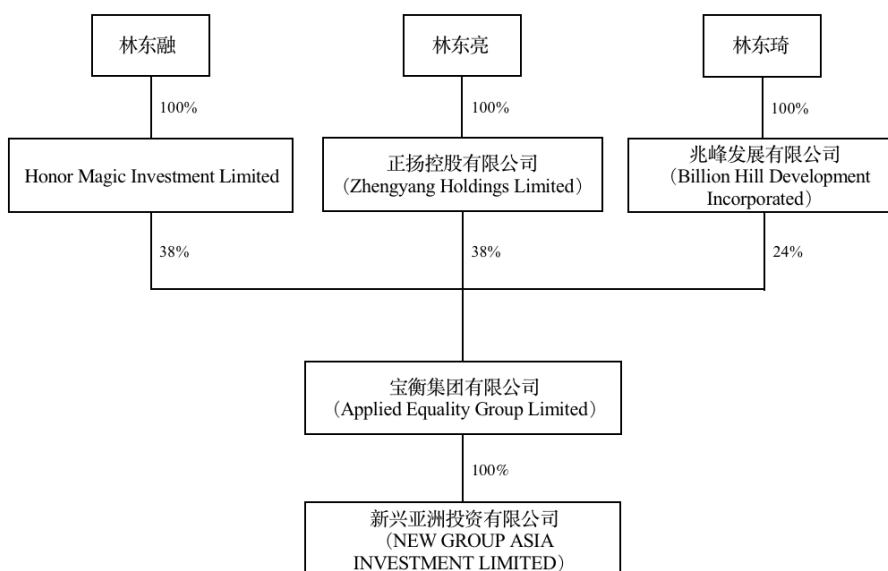 林东融
林东亮
林东琦
100%
100%
100%
Honor Magic Investment Limited
正扬控股有限公司
（Zhengyang Holdings Limited）
兆峰发展有限公司
（Billion Hill Development
Incorporated）
38%
38%
24%
宝衡集团有限公司
（Applied Equality Group Limited）
100%
新兴亚洲投资有限公司
（NEW GROUP ASIA
INVESTMENT LIMITED）